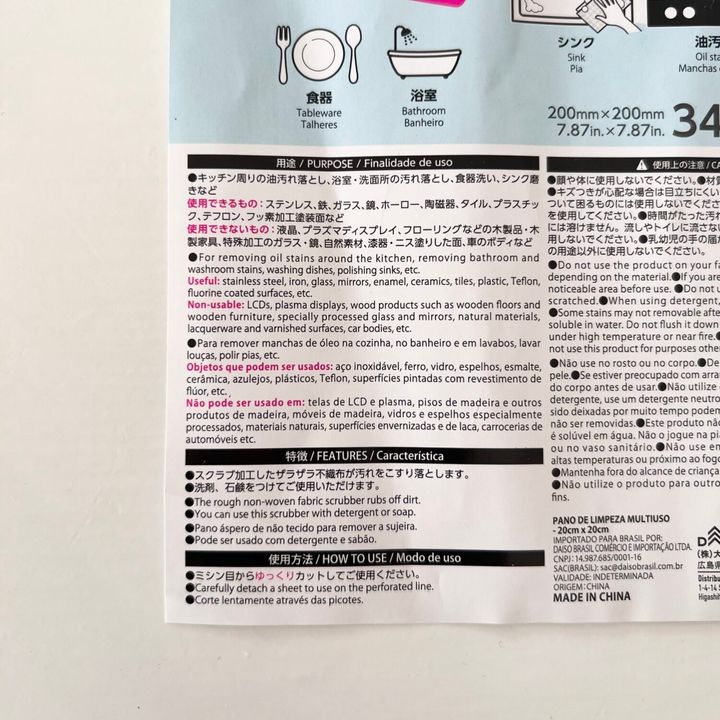 シンク
Sink
Pia
油汚
Oil sta
Manchas
食器
Tableware
Talheres
浴室
Bathroom
Banheiro
200mm×200mm
7.87in.×7.87in.
34
用途 / PURPOSE / Finalidade de uso
●キッチン周りの油汚れ落とし、浴室・洗面所の汚れ落とし、食器洗い、シンク磨
きなど
使用できるもの：ステンレス、鉄、ガラス、鏡、ホーロー、陶磁器、タイル、プラスチッ
ク、テフロン、フッ素加工塗装面など
使用できないもの：液晶、プラズマディスプレイ、フローリングなどの木製品・木
製家具、特殊加工のガラス・鏡、自然素材、漆器・ニス塗りした面、車のボディなど
●For removing oil stains around the kitchen, removing bathroom and
washroom stains, washing dishes, polishing sinks, etc.
Useful: stainless steel, iron, glass, mirrors, enamel, ceramics, tiles, plastic, Teflon,
fluorine coated surfaces, etc.
Non-usable: LCDs, plasma displays, wood products such as wooden floors and
wooden furniture, specially processed glass and mirrors, natural materials,
lacquerware and varnished surfaces, car bodies, etc.
●Para remover manchas de óleo na cozinha, no banheiro e em lavabos, lavar
louças, polir pias, etc.
Objetos que podem ser usados: aço inoxidável, ferro, vidro, espelhos, esmalte,
cerâmica, azulejos, plásticos, Teflon, superfícies pintadas com revestimento de
flúor, etc.
Não pode ser usado em: telas de LCD e plasma, pisos de madeira e outros
produtos de madeira, móveis de madeira, vidros e espelhos especialmente
processados, materiais naturais, superfícies envernizadas e de laca, carrocerias de
automóveis etc.
特徴 / FEATURES / Característica
●スクラブ加工したザラザラ不織布が汚れをこすり落とします。
●洗剤、石鹸をつけてご使用いただけます。
●The rough non-woven fabric scrubber rubs off dirt.
●You can use this scrubber with detergent or soap.
●Pano áspero de não tecido para remover a sujeira.
●Pode ser usado com detergente e sabão.
使用方法 / HOW TO USE / Modo de uso
●ミシン目からゆっくりカットしてご使用ください。
●Carefully detach a sheet to use on the perforated line.
●Corte lentamente através das picotes.
使用上の注意 / CA
●顔や体に使用しないでください。●材質
●キズつきが心配な場合は目立ちにくい
ついて困るものには使用しないでください
を使用してください。●時間がたった汚れ
には溶けません。流しやトイレに流さない
用しないでください。●乳幼児の手の届か
の用途以外に使用しないでください。
●Do not use the product on your fa
depending on the material.●If you are
noticeable area before use. ●Do not u
scratched.●When using detergent,
●Some stains may not removable after
soluble in water. Do not flush it down
under high temperature or near fire.●
not use this product for purposes othe
●Não use no rosto ou no corpo.●De
pele.●Se estiver preocupado com arra
do corpo antes de usar.●Não utilize
detergente, use um detergente neutro
sido deixadas por muito tempo podem
não ser removidas.●Este produto não
é solúvel em água. Não o jogue na pi
ou no vaso sanitário.●Não use em
altas temperaturas ou próximo ao fogo
●Mantenha fora do alcance de criança
●Não utilize o produto para outro
fins.
PANO DE LIMPEZA MULTIUSO
- 20cm x 20cm
IMPORTADO PARA BRASIL POR:
DAISO BRASIL COMÉRCIO E IMPORTAÇÃO LTDA.
CNPJ: 14.987.685/0001-16
SAC(BRASIL): sac@daisobrasil.com.br
VALIDADE: INDETERMINADA
ORIGEM: CHINA
MADE IN CHINA
(株)大
広島県
Distribu
1-4-14 S
Higashih